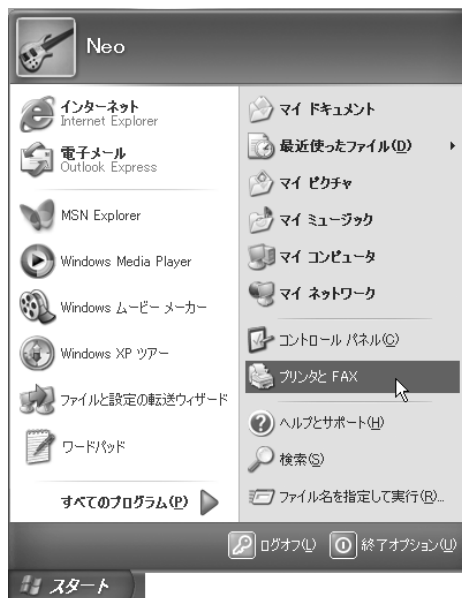 Neo
インターネット
Internet Explorer
電子メール
Outlook Express
MSN Explorer
Windows Media Player
Windows ムービー メーカー
Windows XP ツアー
ファイルと設定の転送ウィザード
ワードパッド
すべてのプログラム(P)
マイ ドキュメント
最近使ったファイル(D)
マイ ピクチャ
マイ ミュージック
マイ コンピュータ
マイ ネットワーク
コントロール パネル(C)
プリンタと FAX
ヘルプとサポート(H)
検索(S)
ファイル名を指定して実行(R)...
ログオフ(L)
終了オプション(U)
スタート